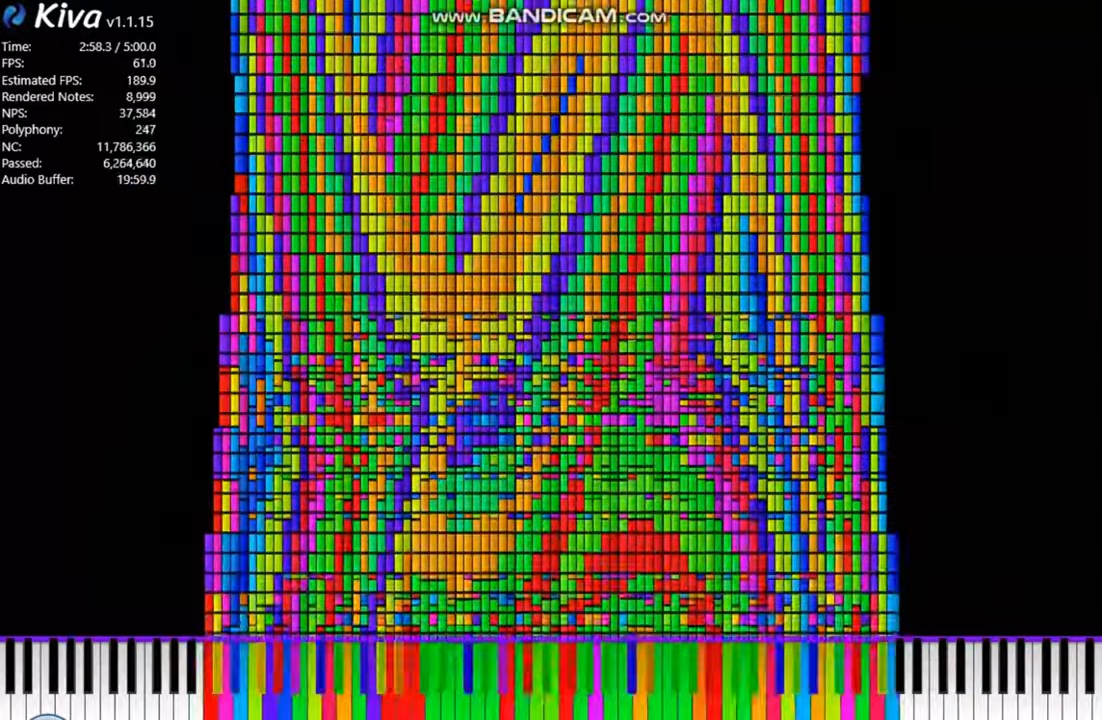 Kiva v1.1.15
www.BANDICAM.com
Time: 2:58.3 / 5:00.0
FPS: 61.0
Estimated FPS: 189.9
Rendered Notes: 8,999
NPS: 37,584
Polyphony: 247
NC: 11,786,366
Passed: 6,264,640
Audio Buffer: 19:59.9